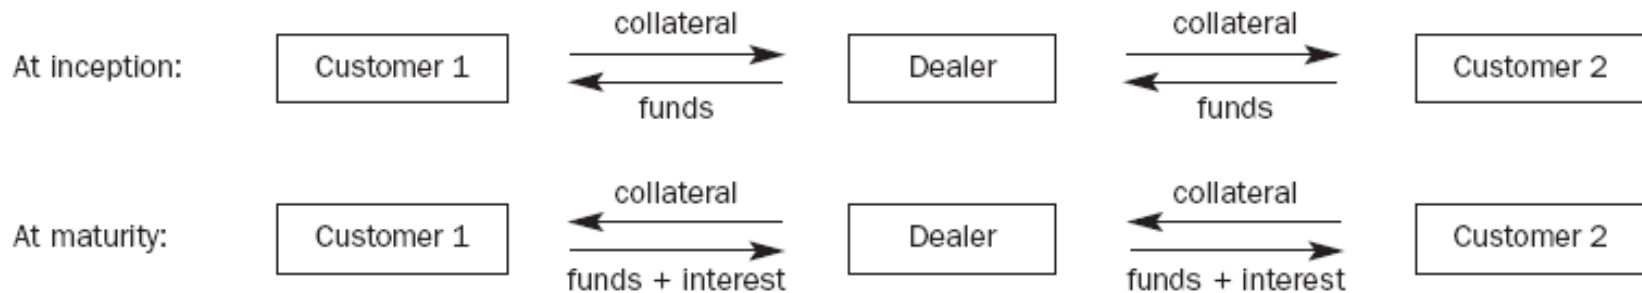 collateral collateral
At inception: Customer 1 Dealer Customer 2
funds funds
collateral collateral
At maturity: Customer 1 Dealer Customer 2
funds + interest funds + interest